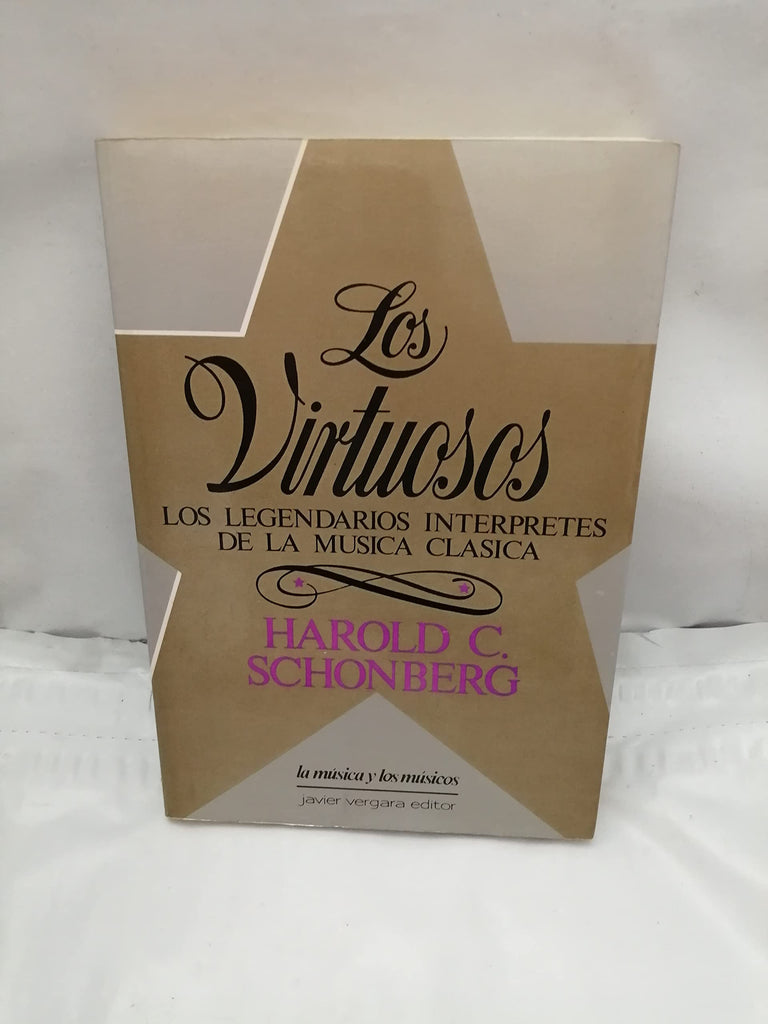 Los
Virtuosos
LOS LEGENDARIOS INTERPRETES
DE LA MUSICA CLASICA
HAROLD C.
SCHONBERG
la música y los músicos
javier vergara editor